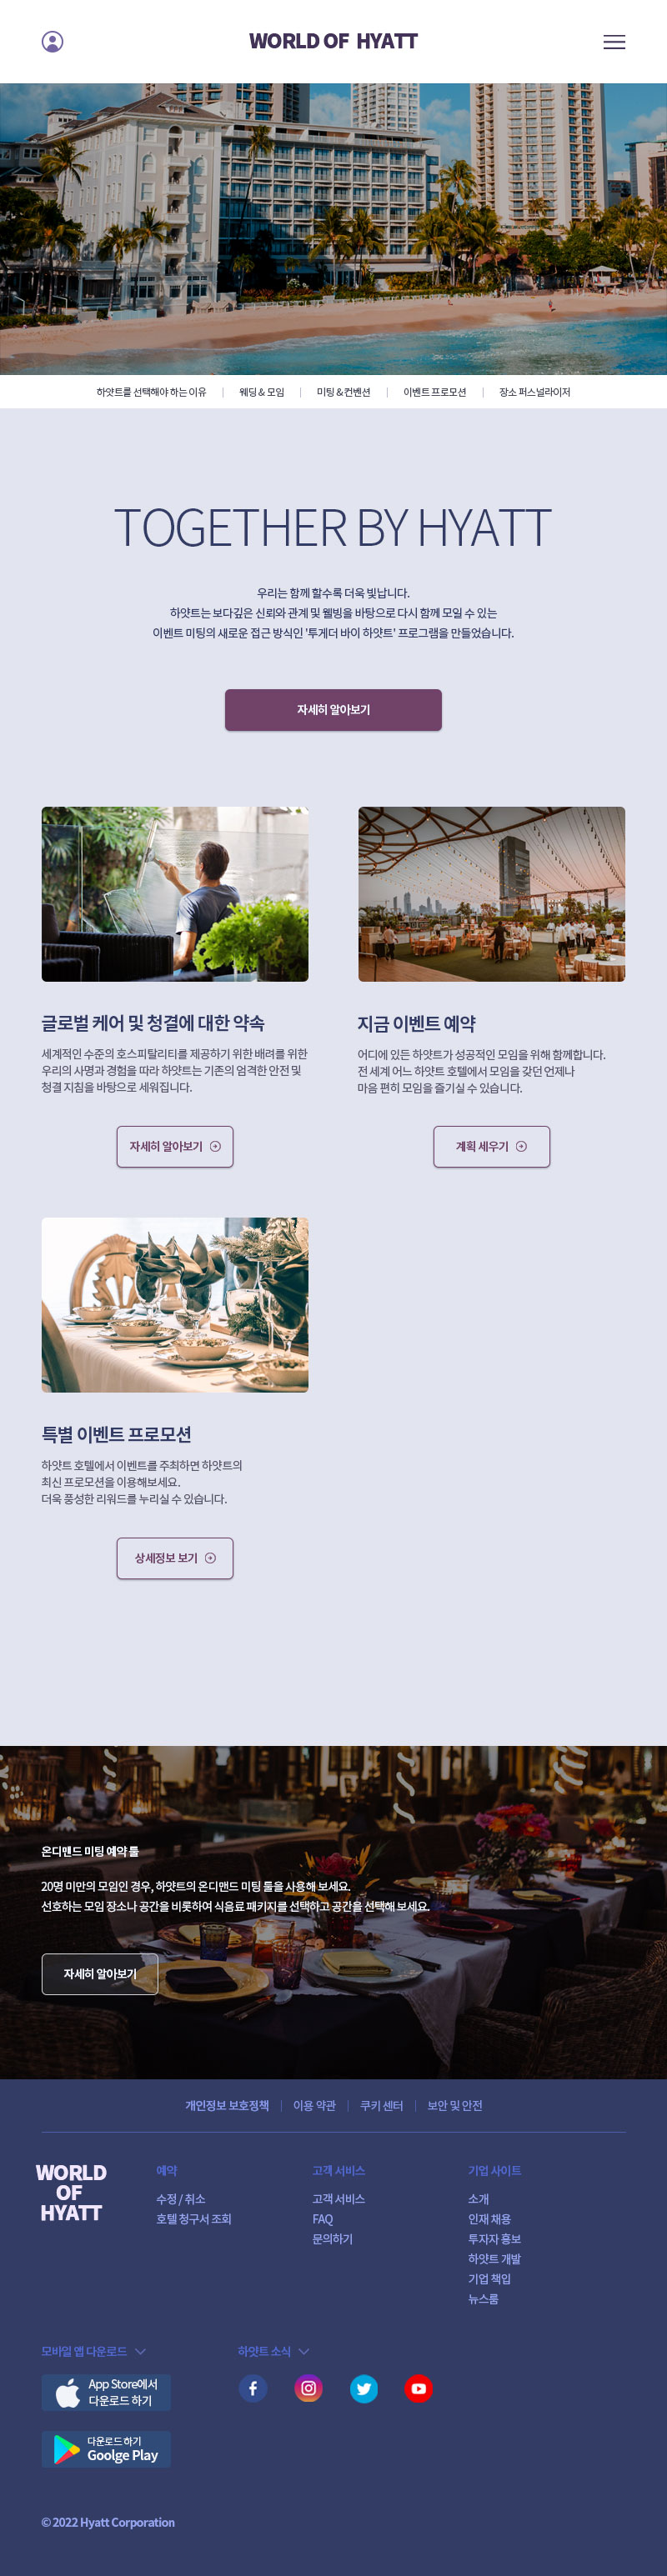 WORLD OF HYATT
하얏트를 선택해야 하는 이유 | 웨딩 & 모임 | 미팅 & 컨벤션 | 이벤트 프로모션 | 장소 퍼스널라이저
TOGETHER BY HYATT
우리는 함께 할수록 더욱 빛납니다.
하얏트는 보다깊은 신뢰와 관계 및 웰빙을 바탕으로 다시 함께 모일 수 있는
이벤트 미팅의 새로운 접근 방식인 '투게더 바이 하얏트' 프로그램을 만들었습니다.
자세히 알아보기
글로벌 케어 및 청결에 대한 약속
세계적인 수준의 호스피탈리티를 제공하기 위한 배려를 위한
우리의 사명과 경험을 따라 하얏트는 기존의 엄격한 안전 및
청결 지침을 바탕으로 세워집니다.
자세히 알아보기
지금 이벤트 예약
어디에 있든 하얏트가 성공적인 모임을 위해 함께합니다.
전 세계 어느 하얏트 호텔에서 모임을 갖던 언제나
마음 편히 모임을 즐기실 수 있습니다.
계획 세우기
특별 이벤트 프로모션
하얏트 호텔에서 이벤트를 주최하면 하얏트의
최신 프로모션을 이용해보세요.
더욱 풍성한 리워드를 누리실 수 있습니다.
상세정보 보기
온디맨드 미팅 예약 툴
20명 미만의 모임인 경우, 하얏트의 온디맨드 미팅 툴을 사용해 보세요.
선호하는 모임 장소나 공간을 비롯하여 식음료 패키지를 선택하고 공간을 선택해 보세요.
자세히 알아보기
개인정보 보호정책 | 이용 약관 | 쿠키 센터 | 보안 및 안전
WORLD
OF
HYATT
예약
수정 / 취소
호텔 청구서 조회
고객 서비스
고객 서비스
FAQ
문의하기
기업 사이트
소개
인재 채용
투자자 홍보
하얏트 개발
기업 책임
뉴스룸
모바일 앱 다운로드
App Store에서
다운로드 하기
다운로드 하기
Goolge Play
하얏트 소식
© 2022 Hyatt Corporation